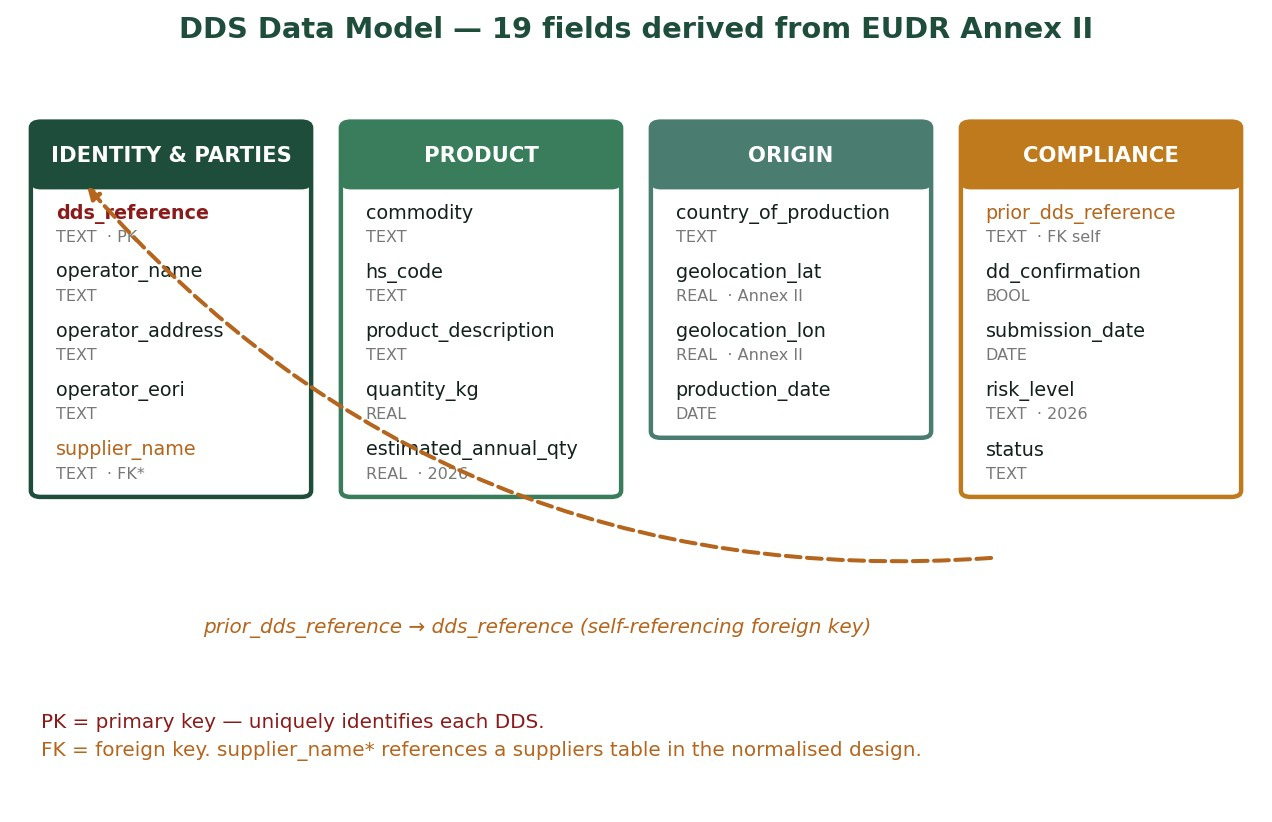 DDS Data Model — 19 fields derived from EUDR Annex II
IDENTITY & PARTIES
dds_reference
TEXT · PK
operator_name
TEXT
operator_address
TEXT
operator_eori
TEXT
supplier_name
TEXT · FK*
PRODUCT
commodity
TEXT
hs_code
TEXT
product_description
TEXT
quantity_kg
REAL
estimated_annual_qty
REAL · 2026
ORIGIN
country_of_production
TEXT
geolocation_lat
REAL · Annex II
geolocation_lon
REAL · Annex II
production_date
DATE
COMPLIANCE
prior_dds_reference
TEXT · FK self
dd_confirmation
BOOL
submission_date
DATE
risk_level
TEXT · 2026
status
TEXT
prior_dds_reference → dds_reference (self-referencing foreign key)
PK = primary key — uniquely identifies each DDS.
FK = foreign key. supplier_name* references a suppliers table in the normalised design.